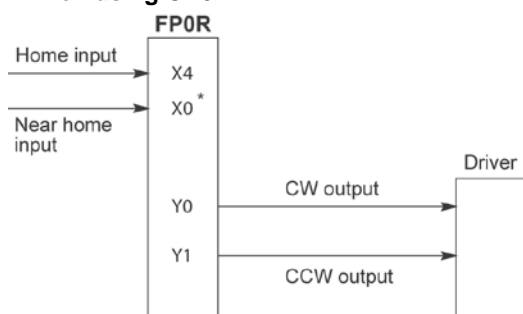 FP0R
Home input
X4
X0 *
Near home
input
Driver
CW output
Y0
Y1
CCW output